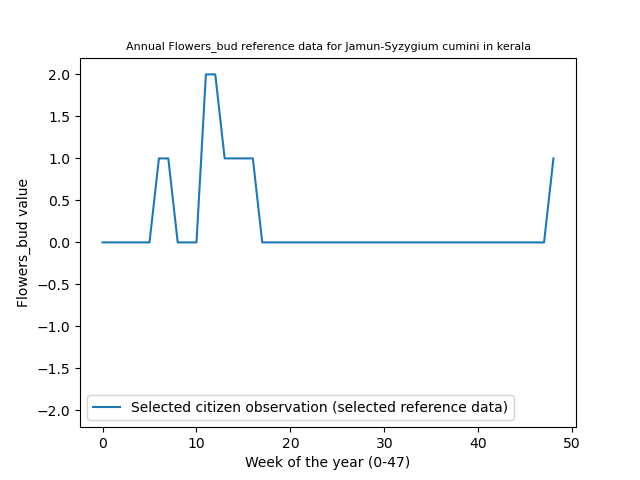 Annual Flowers_bud reference data for Jamun-Syzygium cumini in kerala
2.0
1.5
1.0
0.5
0.0
−0.5
−1.0
−1.5
−2.0
Flowers_bud value
Selected citizen observation (selected reference data)
0 10 20 30 40 50
Week of the year (0-47)